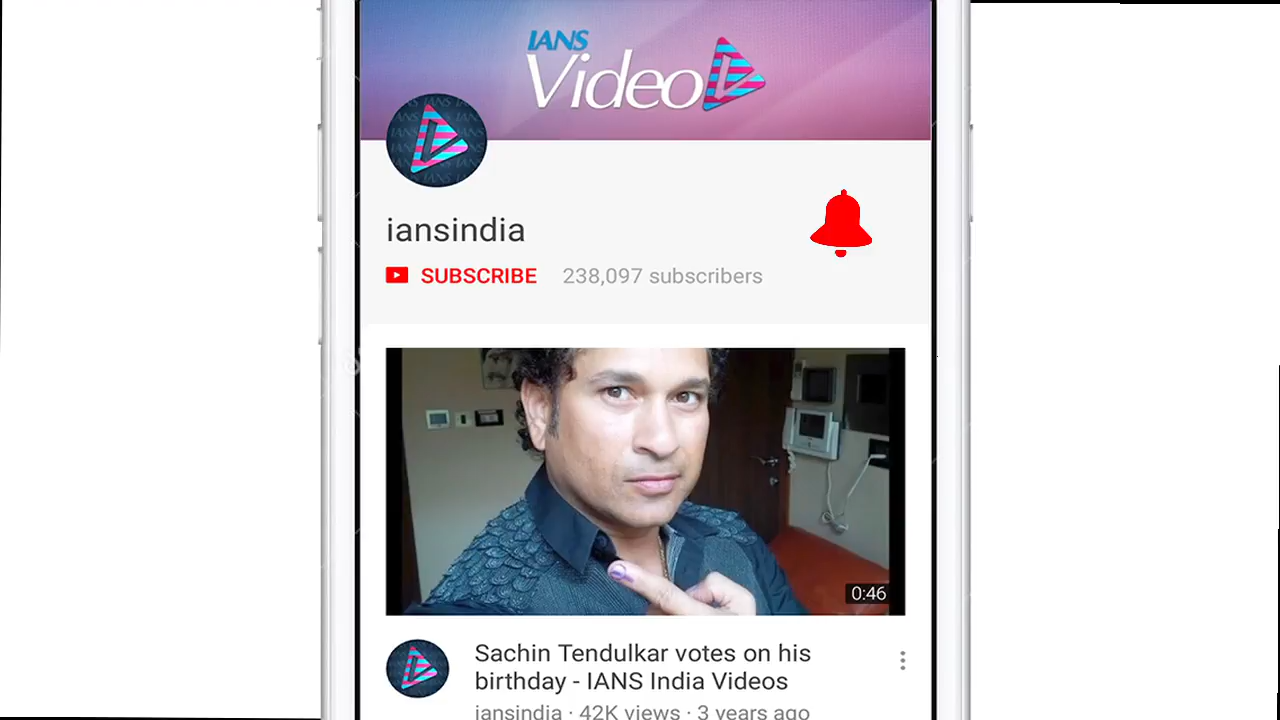 IANS
Video
iansindia
SUBSCRIBE 238,097 subscribers
0:46
Sachin Tendulkar votes on his
birthday - IANS India Videos
iansindia · 42K views · 3 years ago